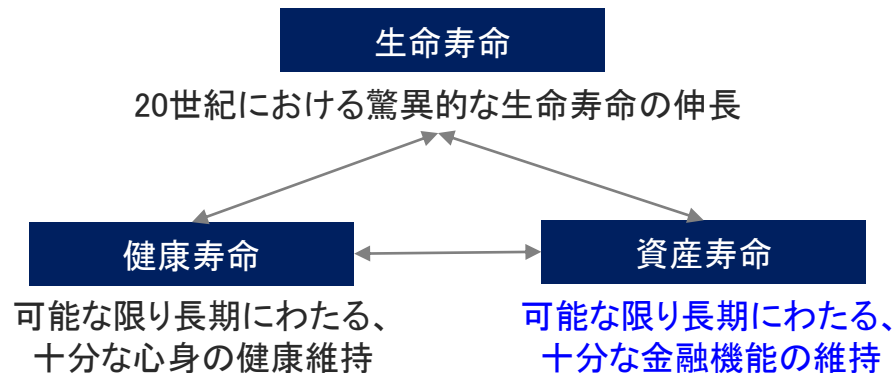 生命寿命
20世紀における驚異的な生命寿命の伸長
健康寿命
可能な限り長期にわたる、
十分な心身の健康維持
資産寿命
可能な限り長期にわたる、
十分な金融機能の維持